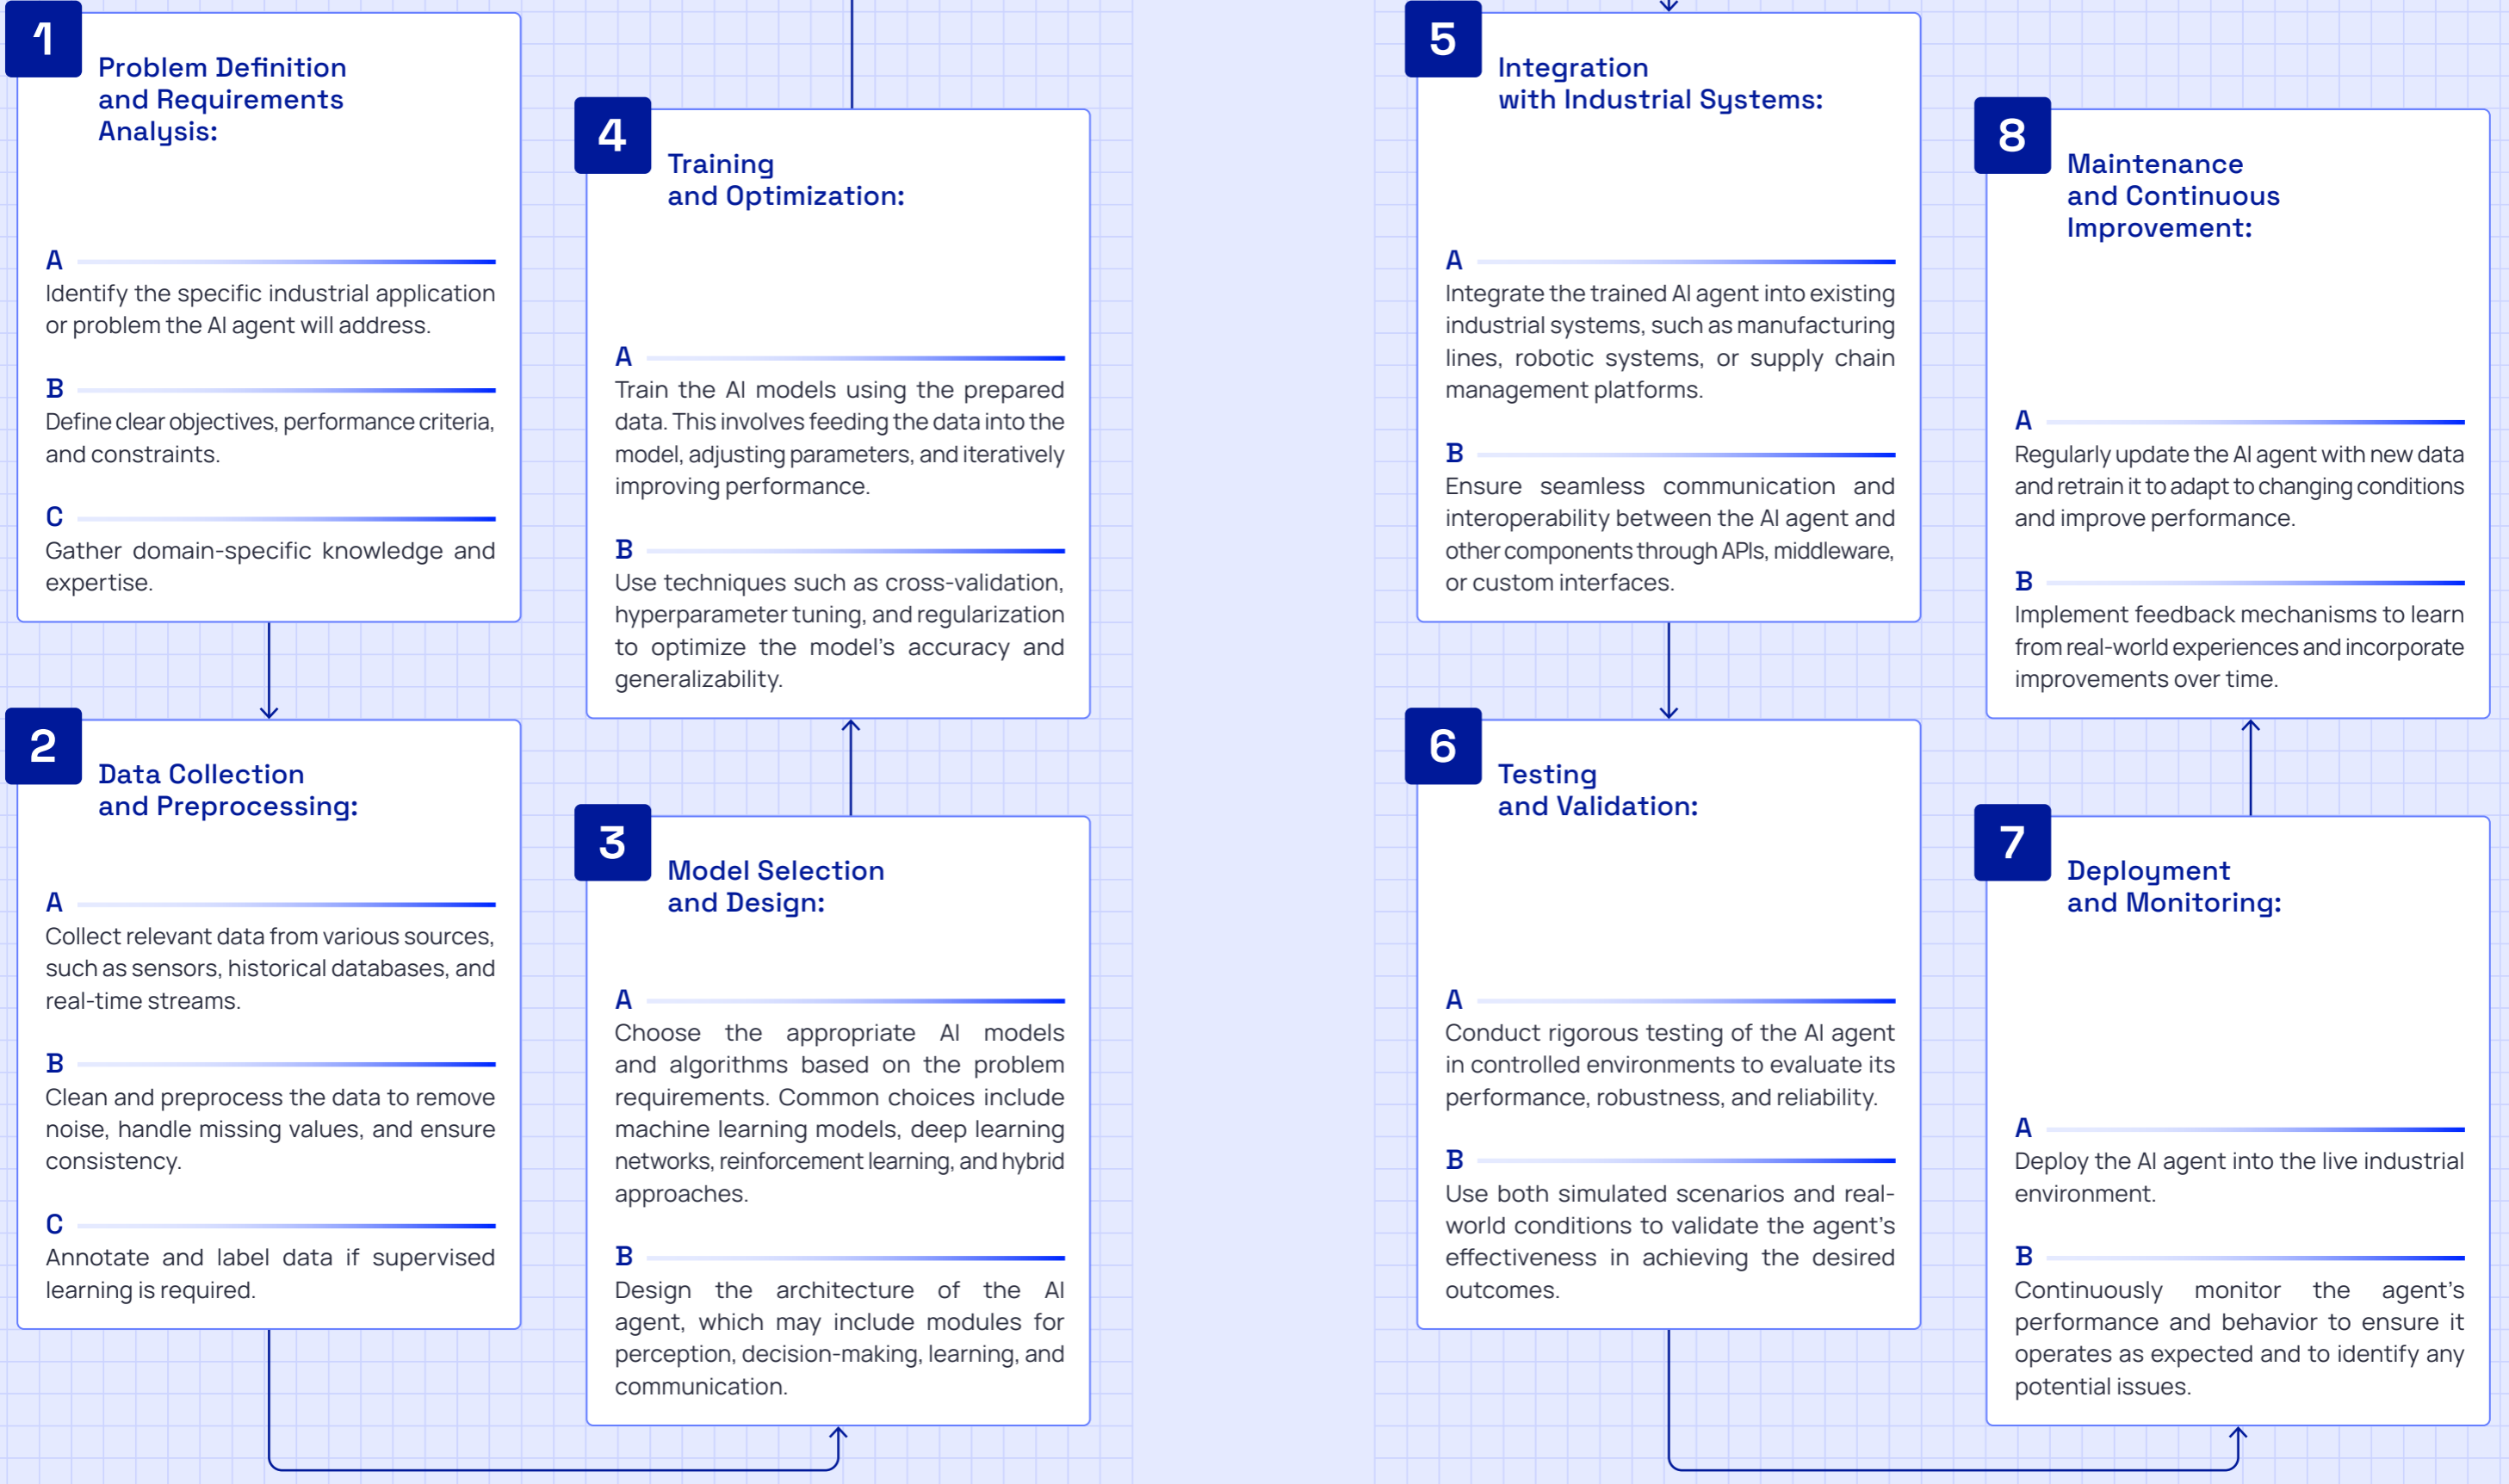 1
Problem Definition
and Requirements
Analysis:
A
Identify the specific industrial application
or problem the AI agent will address.
B
Define clear objectives, performance criteria,
and constraints.
C
Gather domain-specific knowledge and
expertise.
2
Data Collection
and Preprocessing:
A
Collect relevant data from various sources,
such as sensors, historical databases, and
real-time streams.
B
Clean and preprocess the data to remove
noise, handle missing values, and ensure
consistency.
C
Annotate and label data if supervised
learning is required.
3
Model Selection
and Design:
A
Choose the appropriate AI models
and algorithms based on the problem
requirements. Common choices include
machine learning models, deep learning
networks, reinforcement learning, and hybrid
approaches.
B
Design the architecture of the AI
agent, which may include modules for
perception, decision-making, learning, and
communication.
4
Training
and Optimization:
A
Train the AI models using the prepared
data. This involves feeding the data into the
model, adjusting parameters, and iteratively
improving performance.
B
Use techniques such as cross-validation,
hyperparameter tuning, and regularization
to optimize the model's accuracy and
generalizability.
5
Integration
with Industrial Systems:
A
Integrate the trained AI agent into existing
industrial systems, such as manufacturing
lines, robotic systems, or supply chain
management platforms.
B
Ensure seamless communication and
interoperability between the AI agent and
other components through APIs, middleware,
or custom interfaces.
6
Testing
and Validation:
A
Conduct rigorous testing of the AI agent
in controlled environments to evaluate its
performance, robustness, and reliability.
B
Use both simulated scenarios and real-
world conditions to validate the agent's
effectiveness in achieving the desired
outcomes.
7
Deployment
and Monitoring:
A
Deploy the AI agent into the live industrial
environment.
B
Continuously monitor the agent's
performance and behavior to ensure it
operates as expected and to identify any
potential issues.
8
Maintenance
and Continuous
Improvement:
A
Regularly update the AI agent with new data
and retrain it to adapt to changing conditions
and improve performance.
B
Implement feedback mechanisms to learn
from real-world experiences and incorporate
improvements over time.